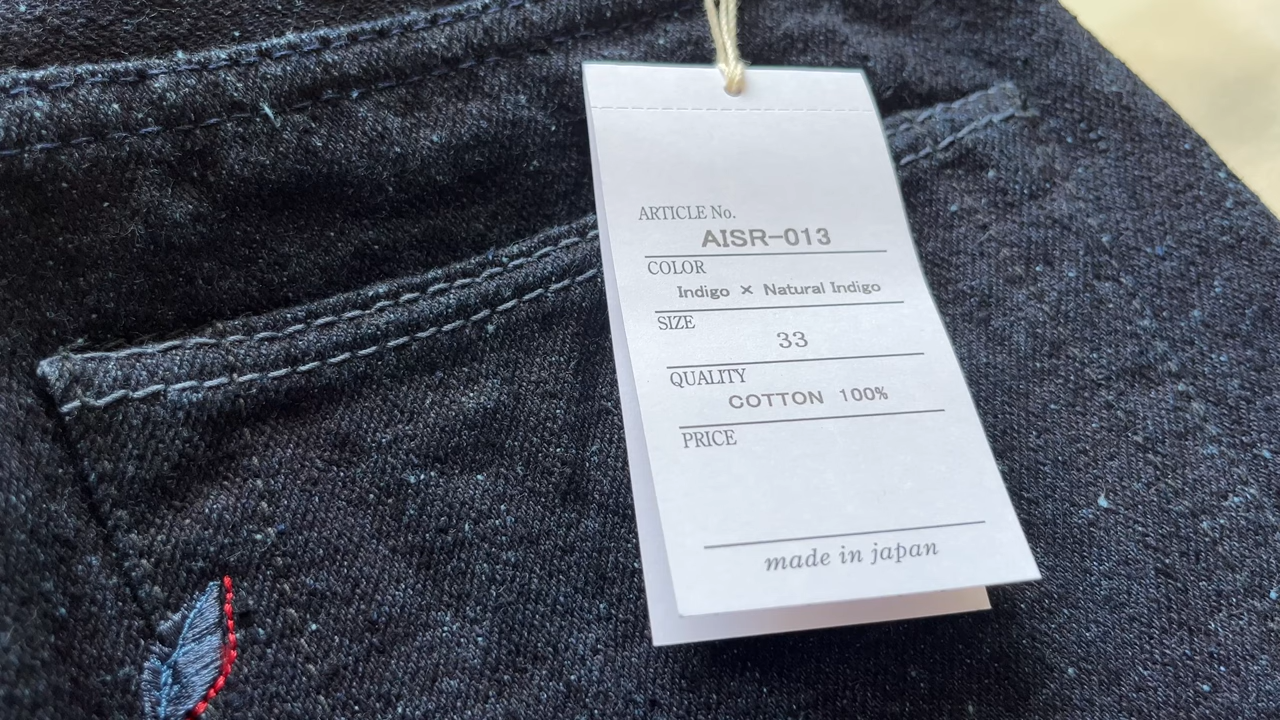 ARTICLE No.
AISR-013
COLOR
Indigo × Natural Indigo
SIZE
33
QUALITY
COTTON 100%
PRICE
made in japan